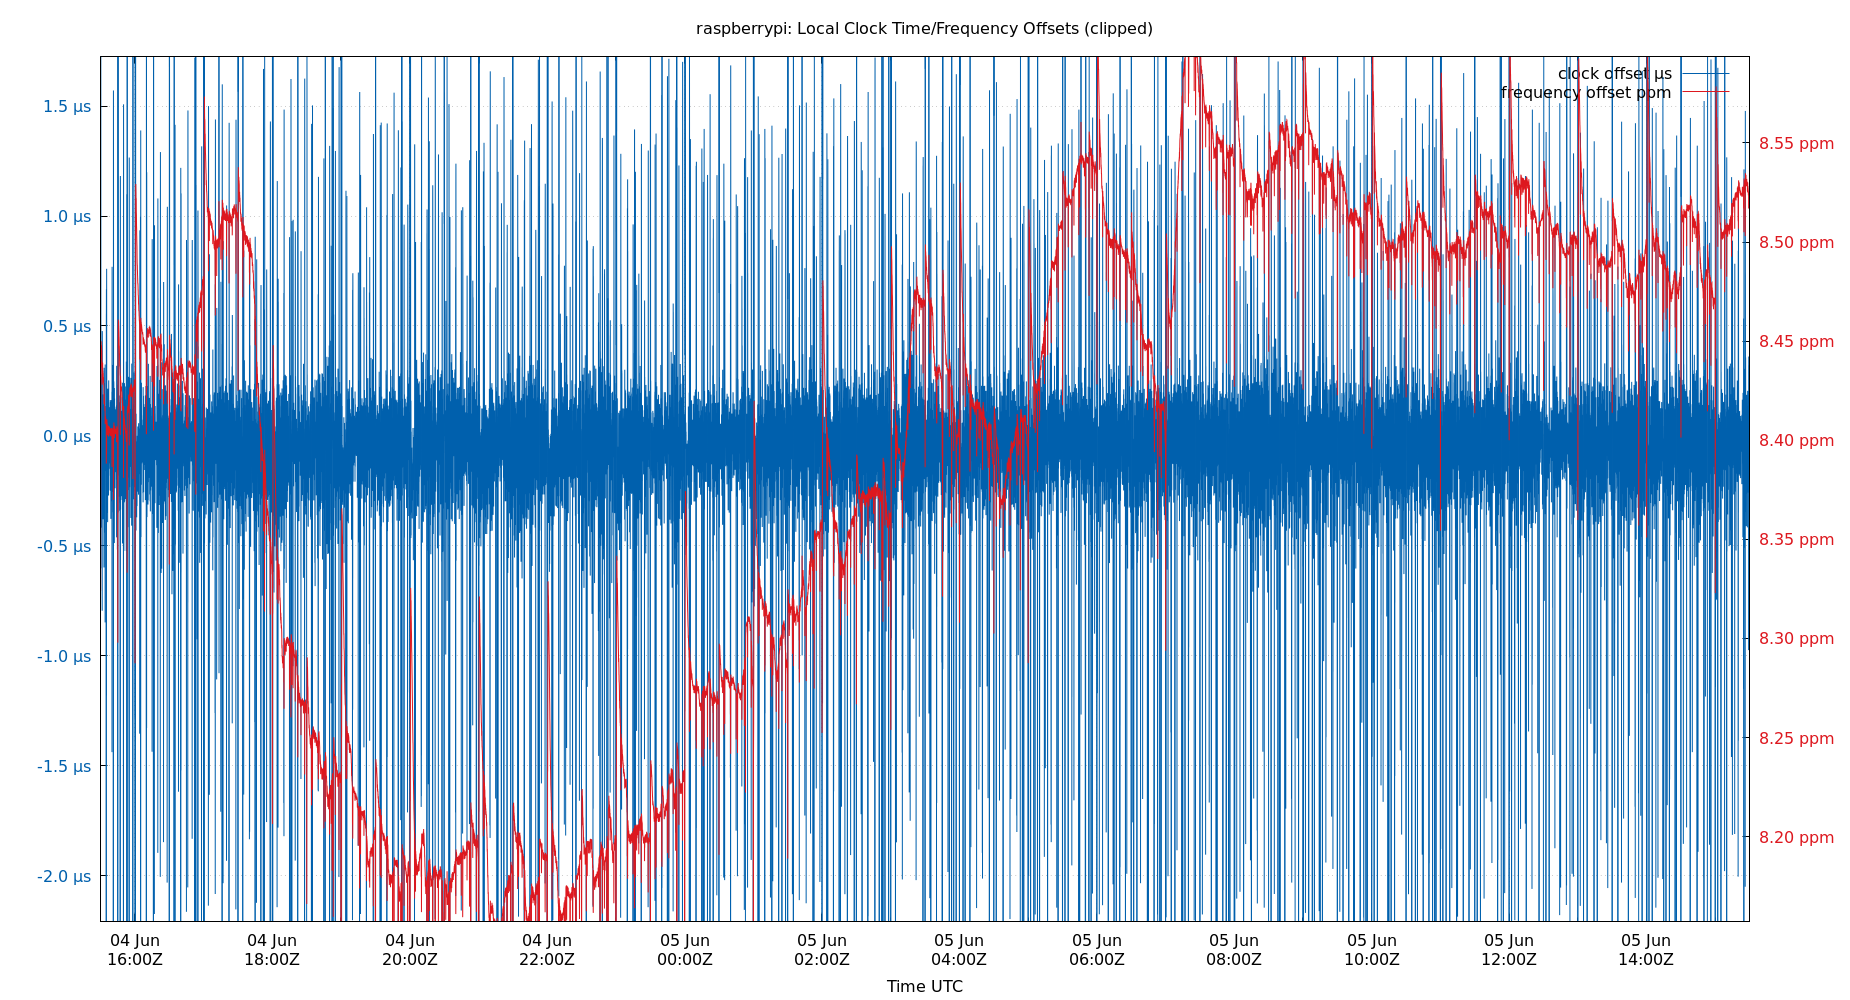 raspberrypi: Local Clock Time/Frequency Offsets (clipped)
clock offset µs
frequency offset ppm
1.5 µs
1.0 µs
0.5 µs
0.0 µs
-0.5 µs
-1.0 µs
-1.5 µs
-2.0 µs
8.55 ppm
8.50 ppm
8.45 ppm
8.40 ppm
8.35 ppm
8.30 ppm
8.25 ppm
8.20 ppm
04 Jun 04 Jun 04 Jun 04 Jun 05 Jun 05 Jun 05 Jun 05 Jun 05 Jun 05 Jun 05 Jun 05 Jun
16:00Z 18:00Z 20:00Z 22:00Z 00:00Z 02:00Z 04:00Z 06:00Z 08:00Z 10:00Z 12:00Z 14:00Z
Time UTC